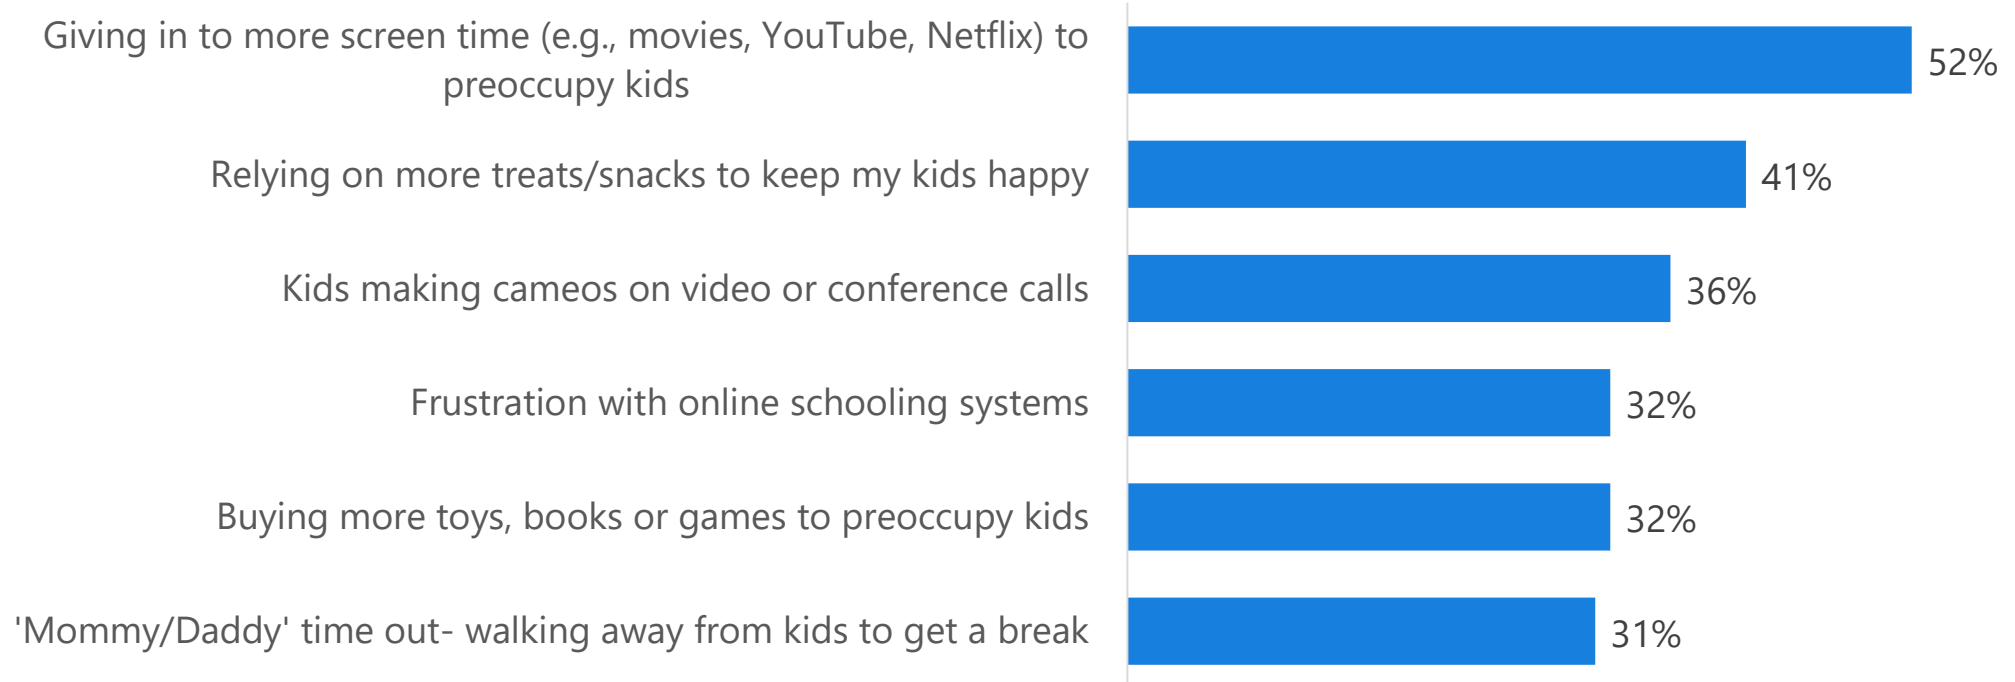 Giving in to more screen time (e.g., movies, YouTube, Netflix) to
preoccupy kids
52%
Relying on more treats/snacks to keep my kids happy
41%
Kids making cameos on video or conference calls
36%
Frustration with online schooling systems
32%
Buying more toys, books or games to preoccupy kids
32%
'Mommy/Daddy' time out- walking away from kids to get a break
31%